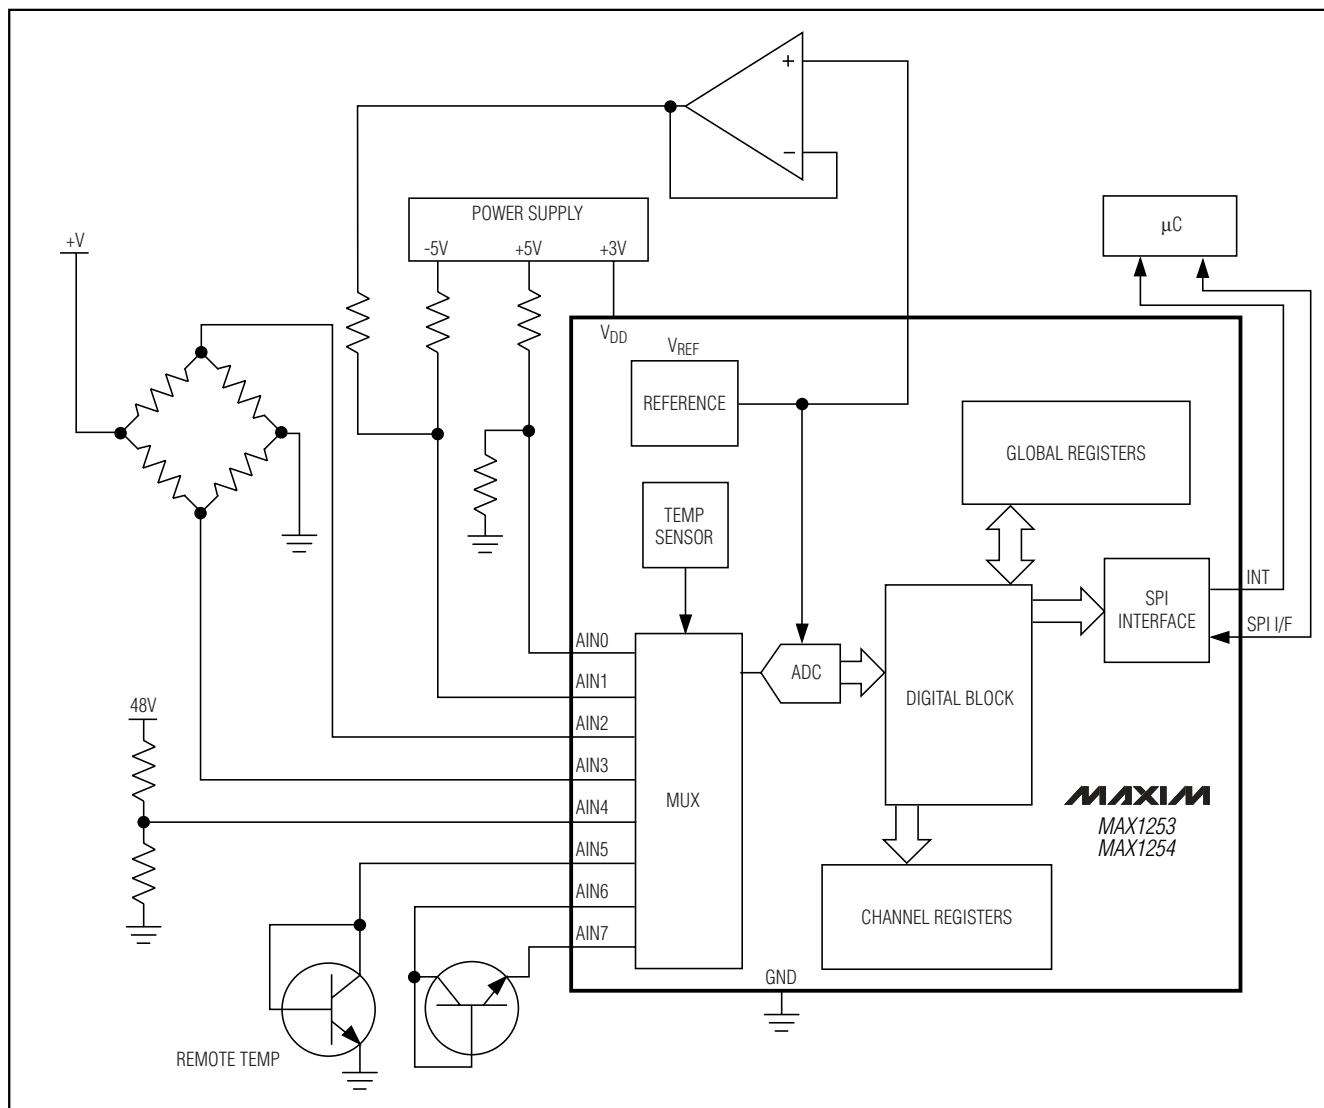 +
−
POWER SUPPLY
-5V
+5V
+3V
µC
+V
VDD
VREF
REFERENCE
GLOBAL REGISTERS
TEMP
SENSOR
SPI
INTERFACE
INT
SPI I/F
AIN0
AIN1
AIN2
AIN3
AIN4
AIN5
AIN6
AIN7
MUX
ADC
DIGITAL BLOCK
48V
MAXIM
MAX1253
MAX1254
CHANNEL REGISTERS
GND
REMOTE TEMP